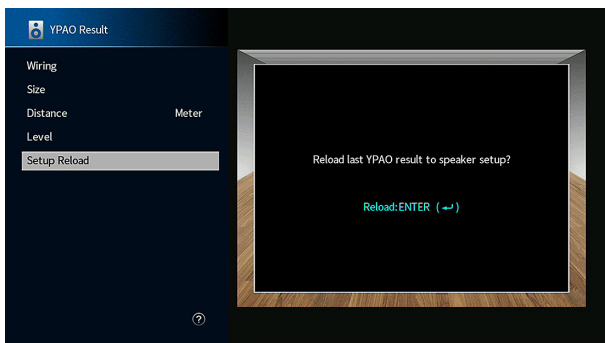 YPAO Result
Wiring
Size
Distance Meter
Level
Setup Reload
Reload last YPAO result to speaker setup?
Reload:ENTER (↵)
?